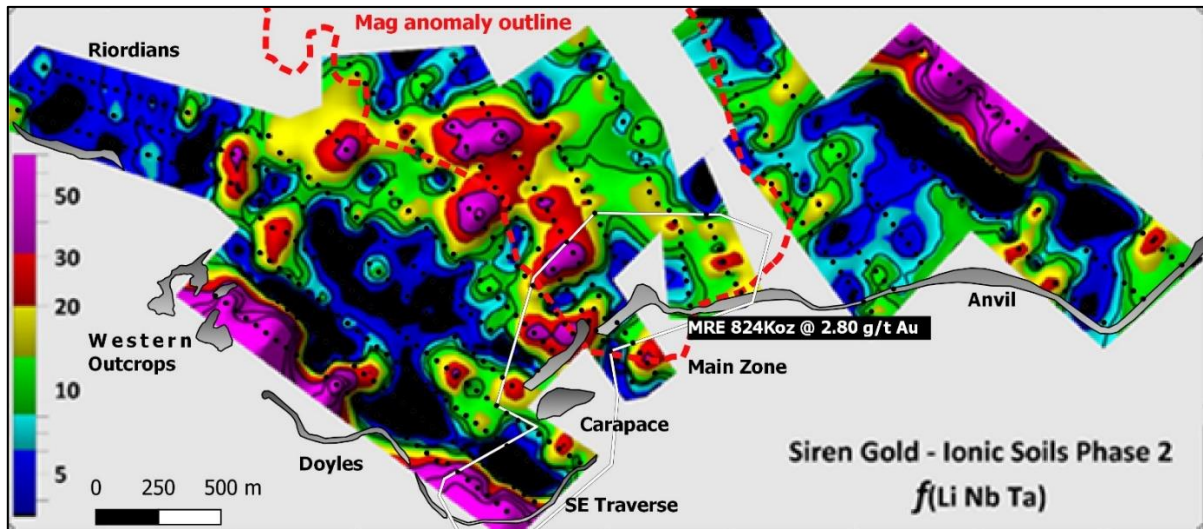 Mag anomaly outline
Riordians
50
30
20
10
5
Western
Outcrops
Anvil
MRE 824Koz @ 2.80 g/t Au
Main Zone
Carapace
Doyles
SE Traverse
0 250 500 m
Siren Gold - Ionic Soils Phase 2
f(Li Nb Ta)